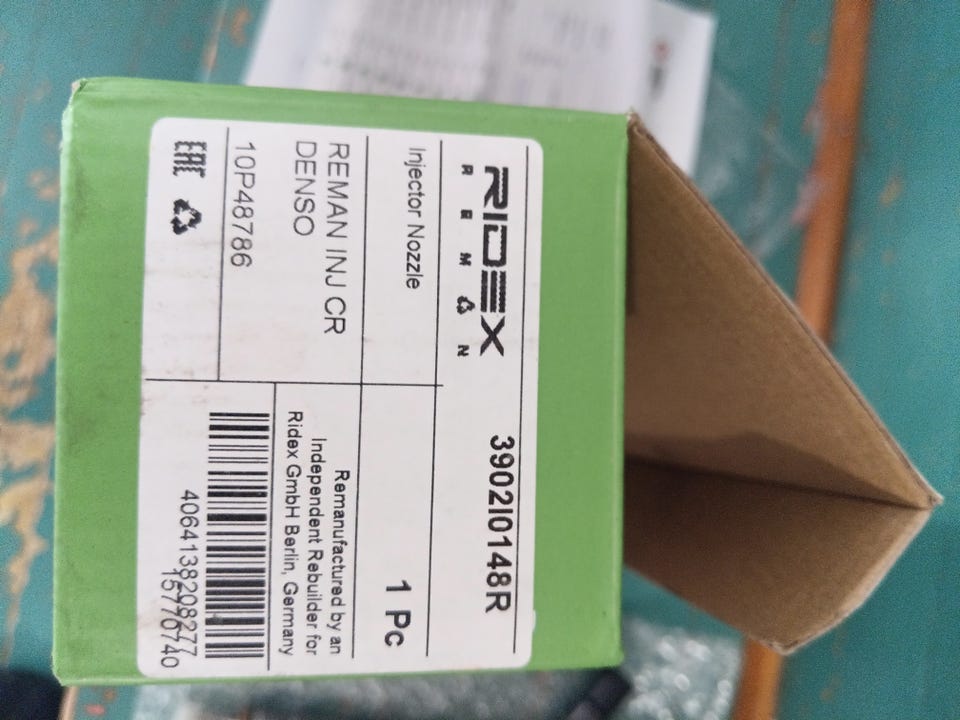 RIDEX
REMAN
3902I0148R
Injector Nozzle
1 Pc
REMAN INJ CR
DENSO
Remanufactured by an
Independent Rebuilder for
Ridex GmbH Berlin, Germany
10P48786
EAC
4064138208277
15776740